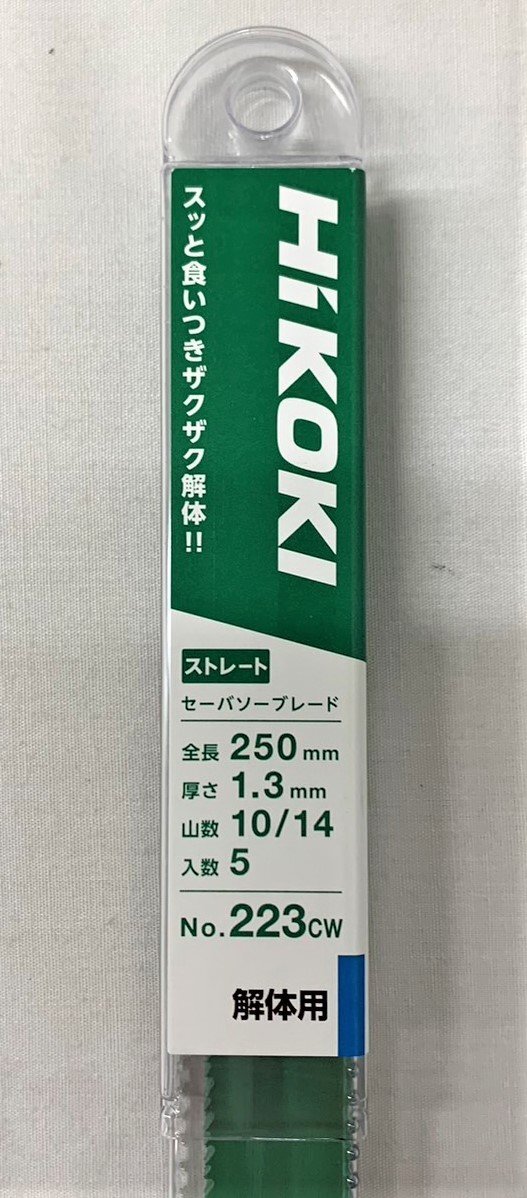 HiKOKI
スッと食いつきザクザク解体!!
ストレート
セーバソーブレード
全長 250 mm
厚さ 1.3 mm
山数 10/14
入数 5
No.223CW
解体用